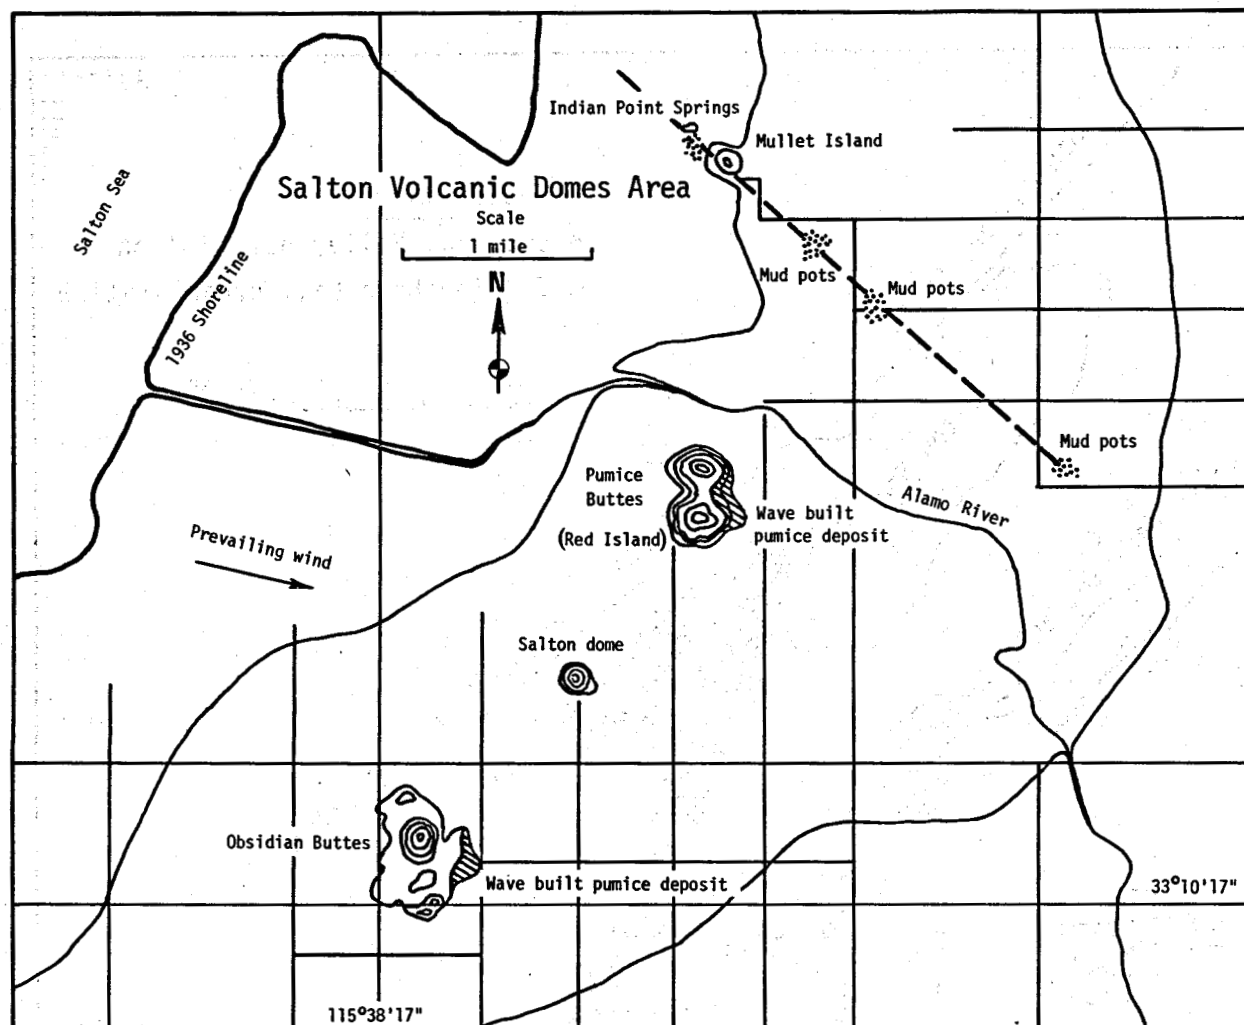 Indian Point Springs
Mullet Island
Salton Sea
Salton Volcanic Domes Area
Scale
1 mile
N
1936 Shoreline
Mud pots
Mud pots
Mud pots
Pumice
Buttes
(Red Island)
Wave built
pumice deposit
Alamo River
Prevailing wind
Salton dome
Obsidian Buttes
Wave built pumice deposit
33°10'17"
115°38'17"